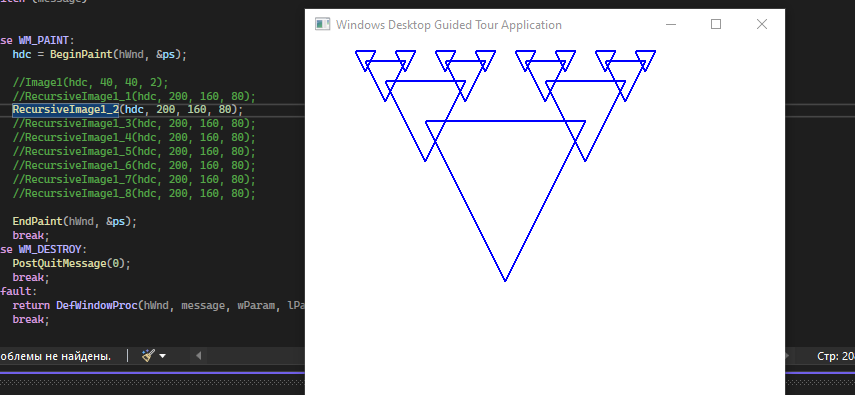 itch (message)
Windows Desktop Guided Tour Application
se WM_PAINT:
hdc = BeginPaint(hWnd, &ps);
//Image1(hdc, 40, 40, 2);
//RecursiveImage1_1(hdc, 200, 160, 80);
RecursiveImage1_2(hdc, 200, 160, 80);
//RecursiveImage1_3(hdc, 200, 160, 80);
//RecursiveImage1_4(hdc, 200, 160, 80);
//RecursiveImage1_5(hdc, 200, 160, 80);
//RecursiveImage1_6(hdc, 200, 160, 80);
//RecursiveImage1_7(hdc, 200, 160, 80);
//RecursiveImage1_8(hdc, 200, 160, 80);
EndPaint(hWnd, &ps);
break;
se WM_DESTROY:
PostQuitMessage(0);
break;
fault:
return DefWindowProc(hWnd, message, wParam, lPa
break;
облемы не найдены.
Стр: 20